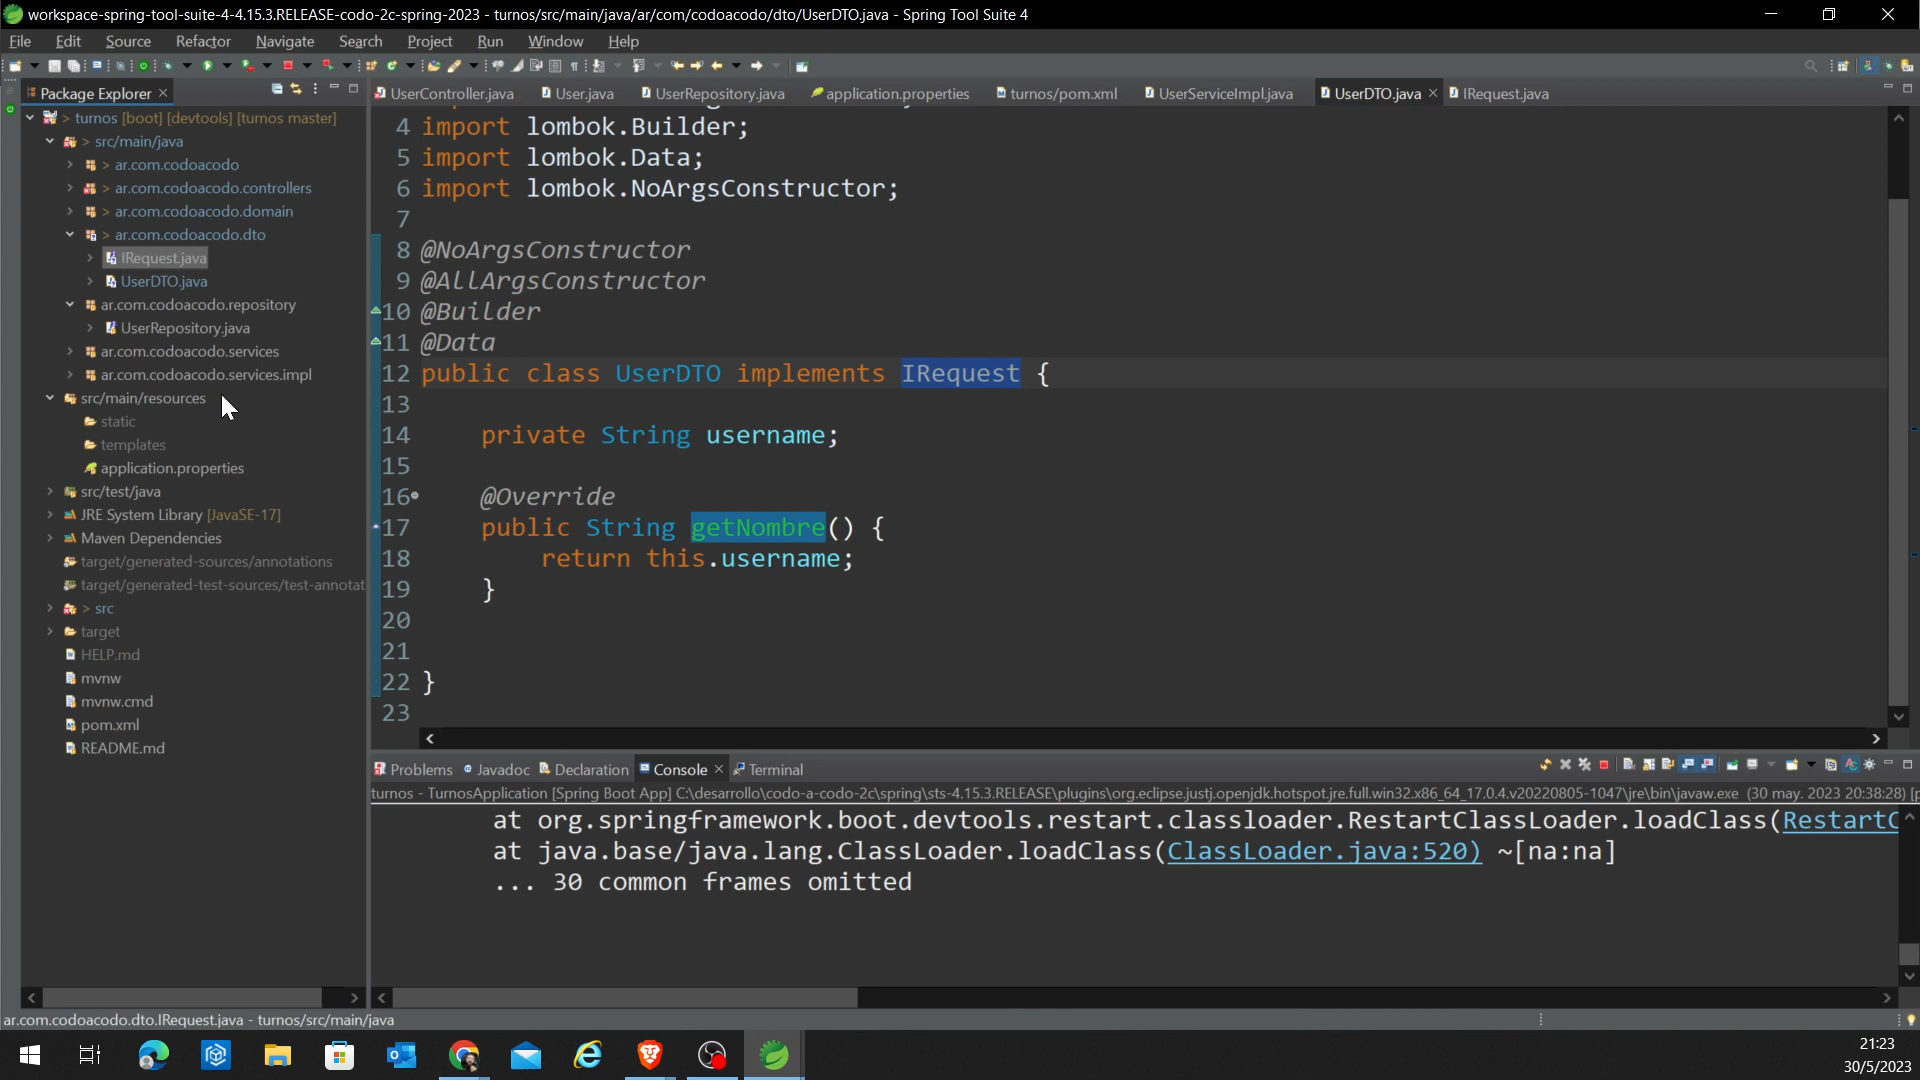 workspace-spring-tool-suite-4-4.15.3.RELEASE-codo-2c-spring-2023 - turnos/src/main/java/ar/com/codoacodo/dto/UserDTO.java - Spring Tool Suite 4
File Edit Source Refactor Navigate Search Project Run Window Help
Package Explorer
UserController.java User.java UserRepository.java application.properties turnos/pom.xml UserServiceImpl.java UserDTO.java IRequest.java
> turnos [boot] [devtools] [turnos master]
> src/main/java
> ar.com.codoacodo
> ar.com.codoacodo.controllers
> ar.com.codoacodo.domain
> ar.com.codoacodo.dto
IRequest.java
UserDTO.java
ar.com.codoacodo.repository
UserRepository.java
ar.com.codoacodo.services
ar.com.codoacodo.services.impl
src/main/resources
static
templates
application.properties
src/test/java
JRE System Library [JavaSE-17]
Maven Dependencies
target/generated-sources/annotations
target/generated-test-sources/test-annotat
> src
target
HELP.md
mvnw
mvnw.cmd
pom.xml
README.md
4 import lombok.Builder;
5 import lombok.Data;
6 import lombok.NoArgsConstructor;
7
8 @NoArgsConstructor
9 @AllArgsConstructor
10 @Builder
11 @Data
12 public class UserDTO implements IRequest {
13
14 private String username;
15
16 @Override
17 public String getNombre() {
18 return this.username;
19 }
20
21
22 }
23
Problems Javadoc Declaration Console Terminal
turnos - TurnosApplication [Spring Boot App] C:\desarrollo\codo-a-codo-2c\spring\sts-4.15.3.RELEASE\plugins\org.eclipse.justj.openjdk.hotspot.jre.full.win32.x86_64_17.0.4.v20220805-1047\jre\bin\javaw.exe (30 may. 2023 20:38:28) [p
at org.springframework.boot.devtools.restart.classloader.RestartClassLoader.loadClass(RestartC
at java.base/java.lang.ClassLoader.loadClass(ClassLoader.java:520) ~[na:na]
... 30 common frames omitted
ar.com.codoacodo.dto.IRequest.java - turnos/src/main/java
21:23
30/5/2023